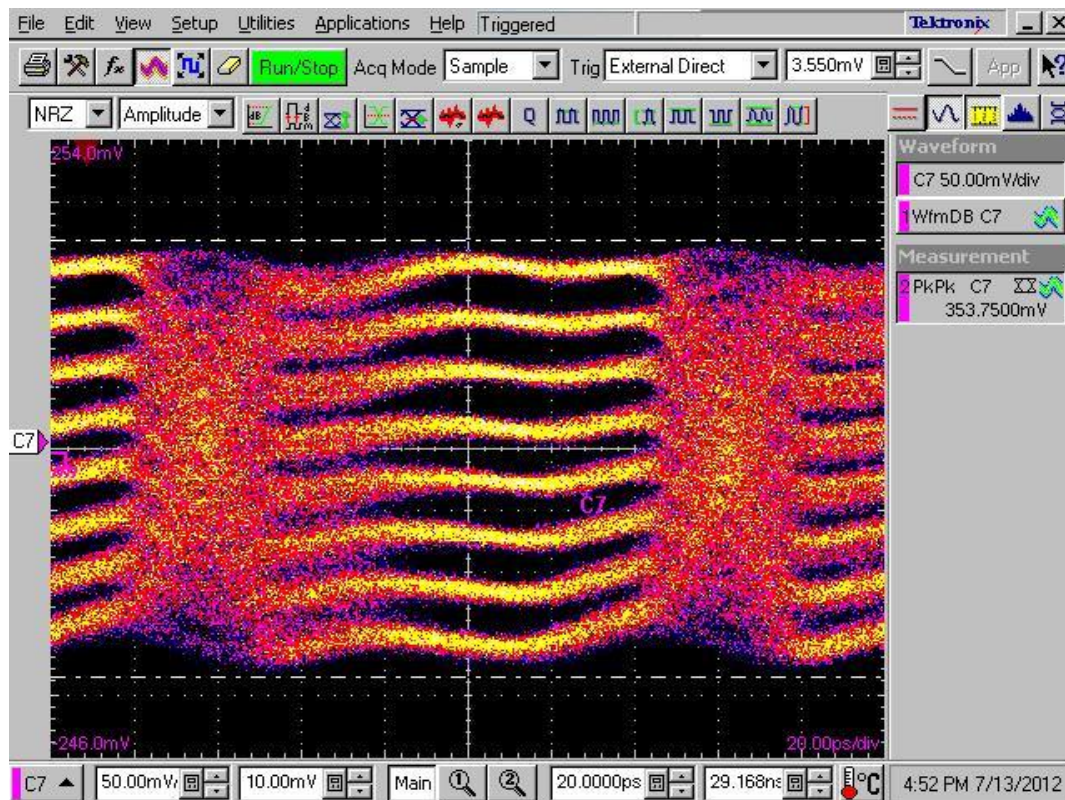 File Edit View Setup Utilities Applications Help Triggered Tektronix
Run/Stop Acq Mode Sample Trig External Direct 3.550mV App
NRZ Amplitude Q
254.0mV
Waveform
C7 50.00mV/div
1 WfmDB C7
Measurement
2 PkPk C7
353.7500mV
C7
C7
-246.0mV 20.00ps/div
C7 50.00mV/ 10.00mV Main 1 2 20.0000ps 29.168ns °C 4:52 PM 7/13/2012